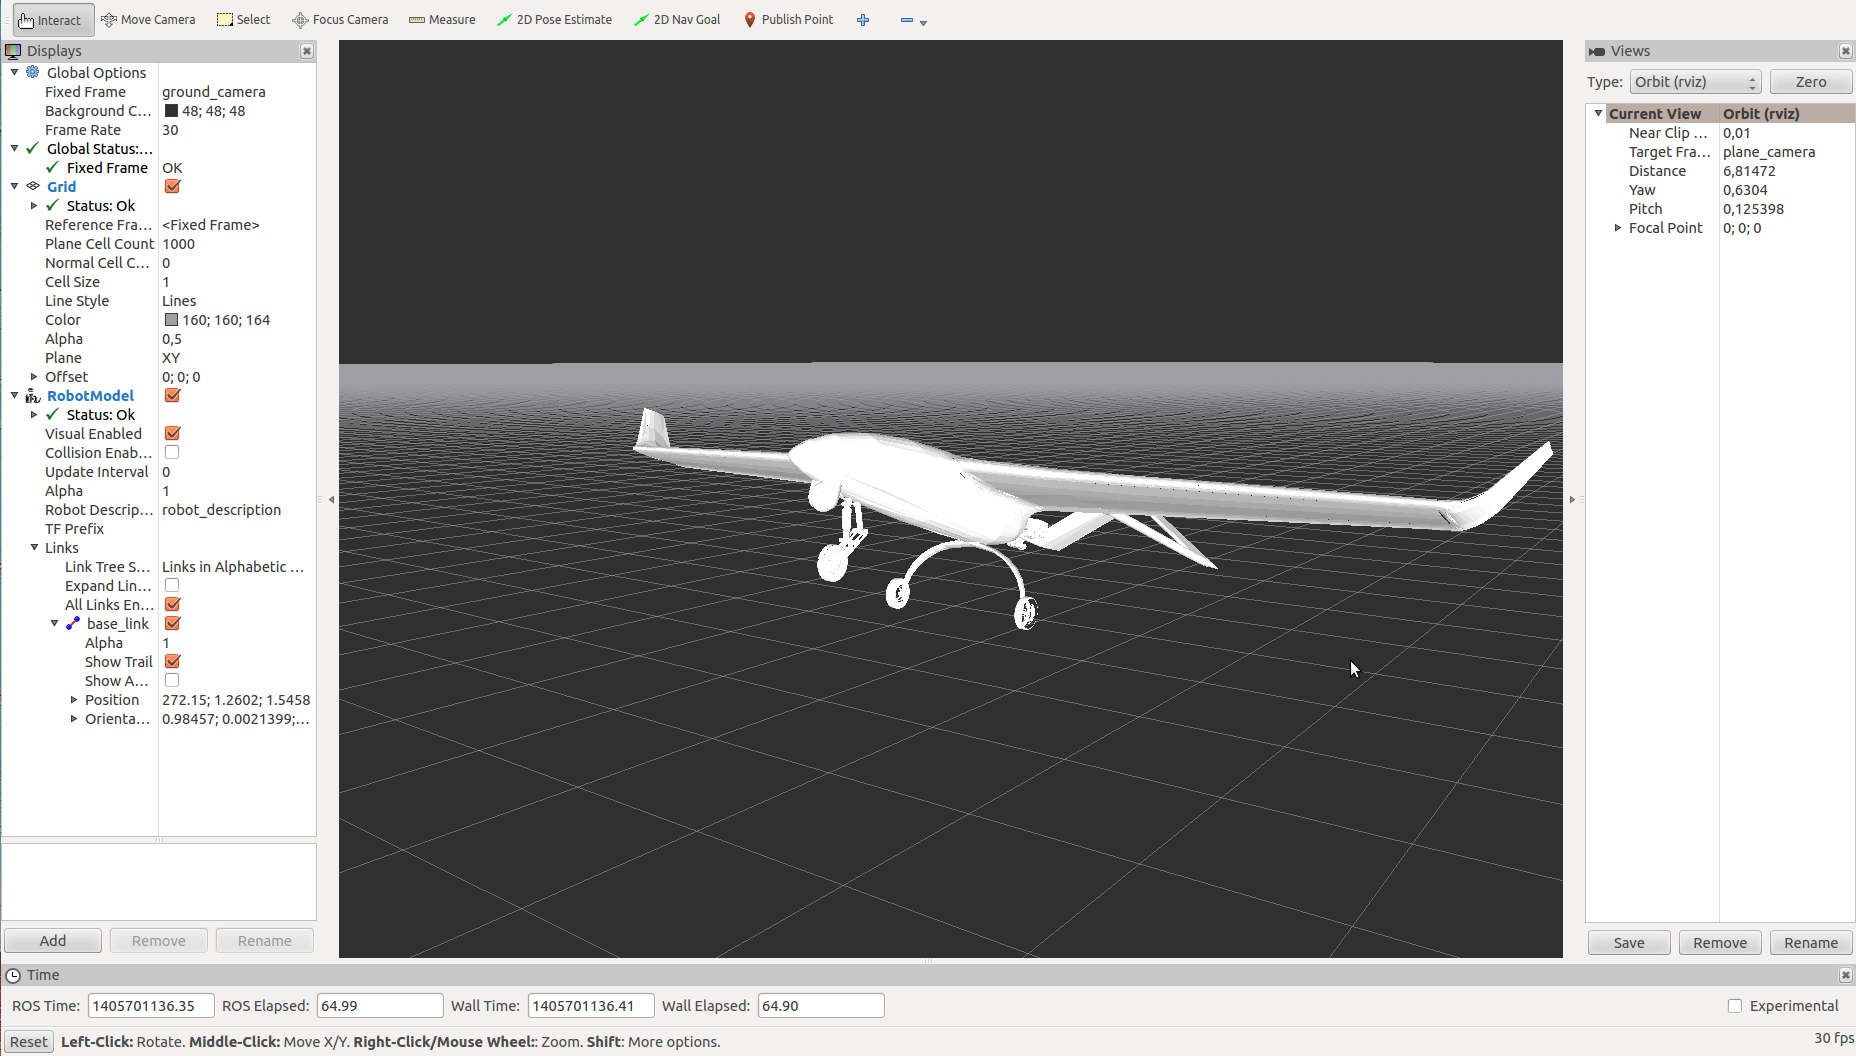 Interact Move Camera Select Focus Camera Measure 2D Pose Estimate 2D Nav Goal Publish Point
Displays
Global Options
Fixed Frame ground_camera
Background C... 48; 48; 48
Frame Rate 30
Global Status:...
Fixed Frame OK
Grid
Status: Ok
Reference Fra... <Fixed Frame>
Plane Cell Count 1000
Normal Cell C... 0
Cell Size 1
Line Style Lines
Color 160; 160; 164
Alpha 0,5
Plane XY
Offset 0; 0; 0
RobotModel
Status: Ok
Visual Enabled
Collision Enab...
Update Interval 0
Alpha 1
Robot Descrip... robot_description
TF Prefix
Links
Link Tree S... Links in Alphabetic ...
Expand Lin...
All Links En...
base_link
Alpha 1
Show Trail
Show A...
Position 272.15; 1.2602; 1.5458
Orienta... 0.98457; 0.0021399;...
Add Remove Rename
Views
Type: Orbit (rviz) Zero
Current View Orbit (rviz)
Near Clip ... 0,01
Target Fra... plane_camera
Distance 6,81472
Yaw 0,6304
Pitch 0,125398
Focal Point 0; 0; 0
Save Remove Rename
Time
ROS Time: 1405701136.35 ROS Elapsed: 64.99 Wall Time: 1405701136.41 Wall Elapsed: 64.90 Experimental
Reset Left-Click: Rotate. Middle-Click: Move X/Y. Right-Click/Mouse Wheel:: Zoom. Shift: More options. 30 fps